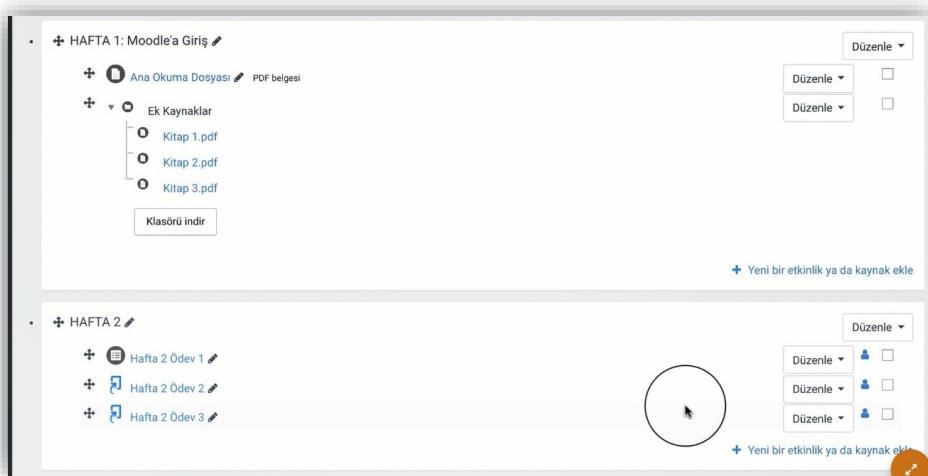 HAFTA 1: Moodle'a Giriş
Düzenle
Ana Okuma Dosyası PDF belgesi
Düzenle
Ek Kaynaklar
Düzenle
Kitap 1.pdf
Kitap 2.pdf
Kitap 3.pdf
Klasörü indir
+ Yeni bir etkinlik ya da kaynak ekle
HAFTA 2
Düzenle
Hafta 2 Ödev 1
Düzenle
Hafta 2 Ödev 2
Düzenle
Hafta 2 Ödev 3
Düzenle
+ Yeni bir etkinlik ya da kaynak ekle